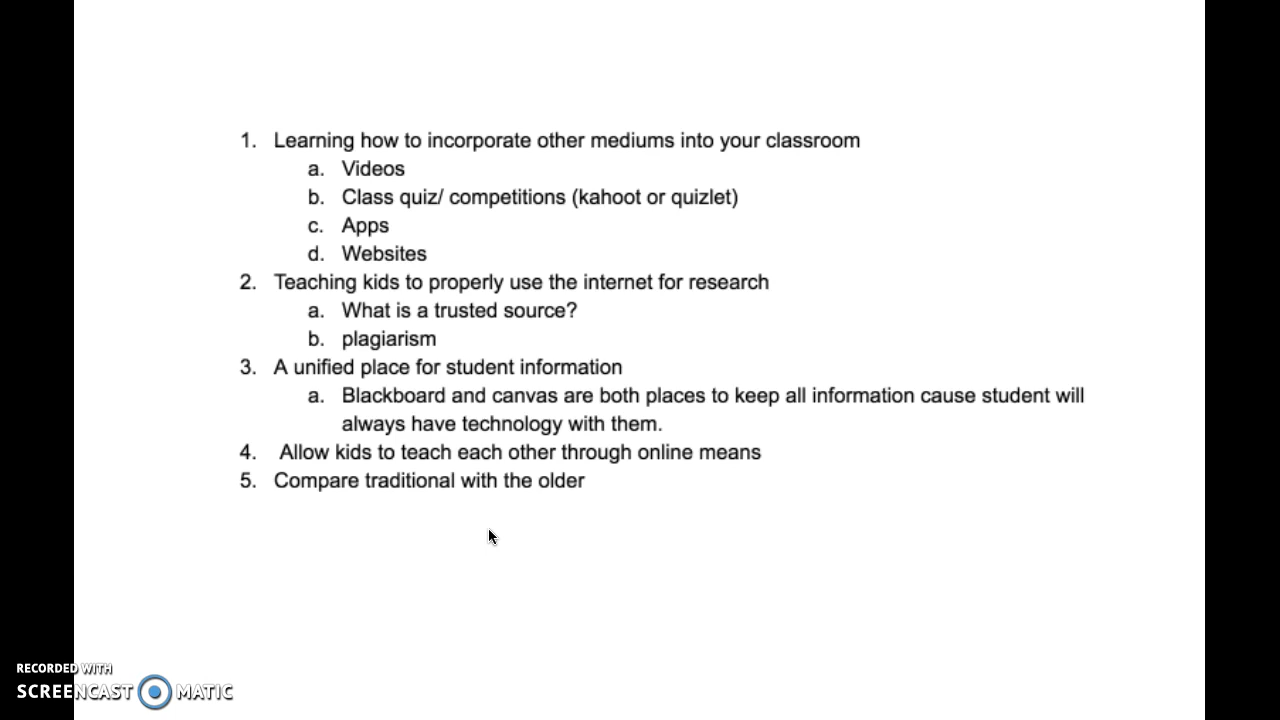 1. Learning how to incorporate other mediums into your classroom
a. Videos
b. Class quiz/ competitions (kahoot or quizlet)
c. Apps
d. Websites
2. Teaching kids to properly use the internet for research
a. What is a trusted source?
b. plagiarism
3. A unified place for student information
a. Blackboard and canvas are both places to keep all information cause student will
always have technology with them.
4. Allow kids to teach each other through online means
5. Compare traditional with the older
RECORDED WITH
SCREENCAST MATIC